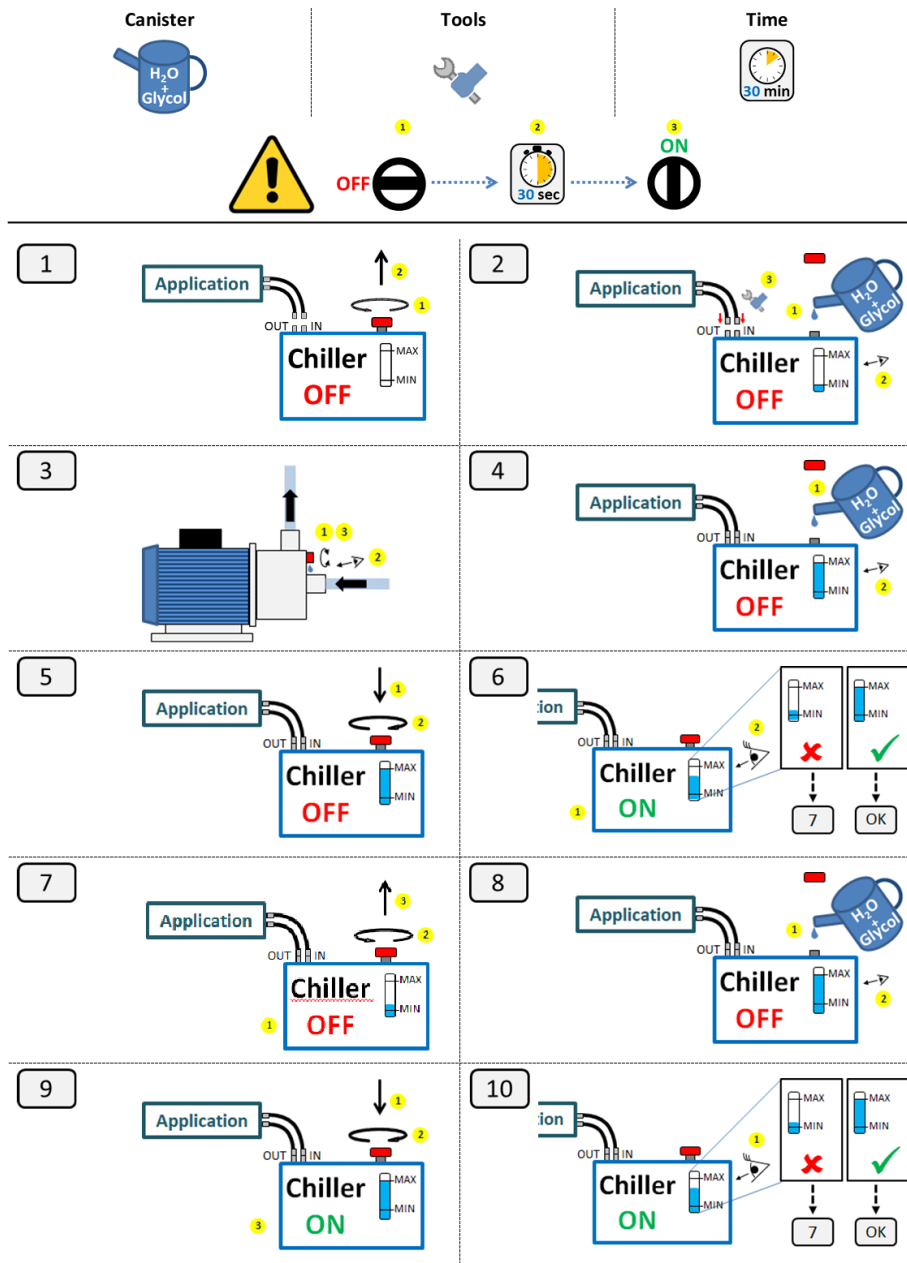 Canister
Tools
Time
H₂O
+
Glycol
30 min
1
2
3
ON
OFF
30 sec
1
Application
2
1
OUT
IN
Chiller
MAX
MIN
OFF
2
Application
3
1
H₂O
+
Glycol
OUT
IN
Chiller
MAX
MIN
2
OFF
3
1
3
2
4
Application
1
H₂O
+
Glycol
OUT
IN
Chiller
MAX
MIN
2
OFF
5
Application
1
2
OUT
IN
Chiller
MAX
MIN
OFF
6
tion
2
OUT
IN
Chiller
MAX
MIN
1
ON
MAX
MIN
MAX
MIN
7
OK
7
Application
3
2
OUT
IN
Chiller
MAX
MIN
1
OFF
8
Application
1
H₂O
+
Glycol
OUT
IN
Chiller
MAX
MIN
2
OFF
9
Application
1
2
OUT
IN
Chiller
MAX
MIN
3
ON
10
tion
1
OUT
IN
Chiller
MAX
MIN
ON
MAX
MIN
MAX
MIN
7
OK